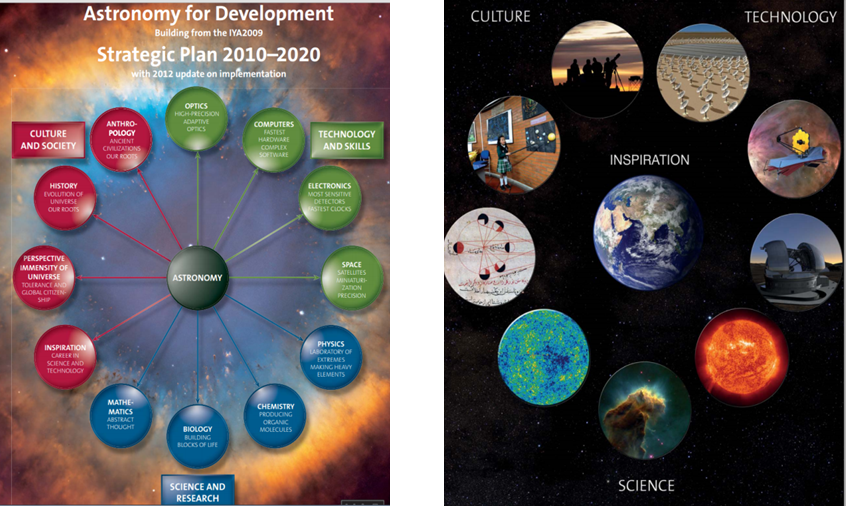 Astronomy for Development
Building from the IYA2009
Strategic Plan 2010–2020
with 2012 update on implementation
CULTURE
AND SOCIETY
ANTHRO-
POLOGY
ANCIENT
CIVILIZATIONS
OUR ROOTS
OPTICS
HIGH-PRECISION
ADAPTIVE
OPTICS
COMPUTERS
FASTEST
HARDWARE
COMPLEX
SOFTWARE
TECHNOLOGY
AND SKILLS
HISTORY
EVOLUTION OF
UNIVERSE
OUR ROOTS
ELECTRONICS
MOST SENSITIVE
DETECTORS
FASTEST CLOCKS
PERSPECTIVE
IMMENSITY OF
UNIVERSE
TOLERANCE AND
GLOBAL CITIZEN-
SHIP
ASTRONOMY
SPACE
SATELLITES
MINIATURI-
ZATION
PRECISION
INSPIRATION
CAREER IN
SCIENCE AND
TECHNOLOGY
PHYSICS
LABORATORY OF
EXTREMES
MAKING HEAVY
ELEMENTS
MATHE-
MATICS
ABSTRACT
THOUGHT
BIOLOGY
BUILDING
BLOCKS OF LIFE
CHEMISTRY
PRODUCING
ORGANIC
MOLECULES
SCIENCE AND
RESEARCH
CULTURE
TECHNOLOGY
INSPIRATION
SCIENCE